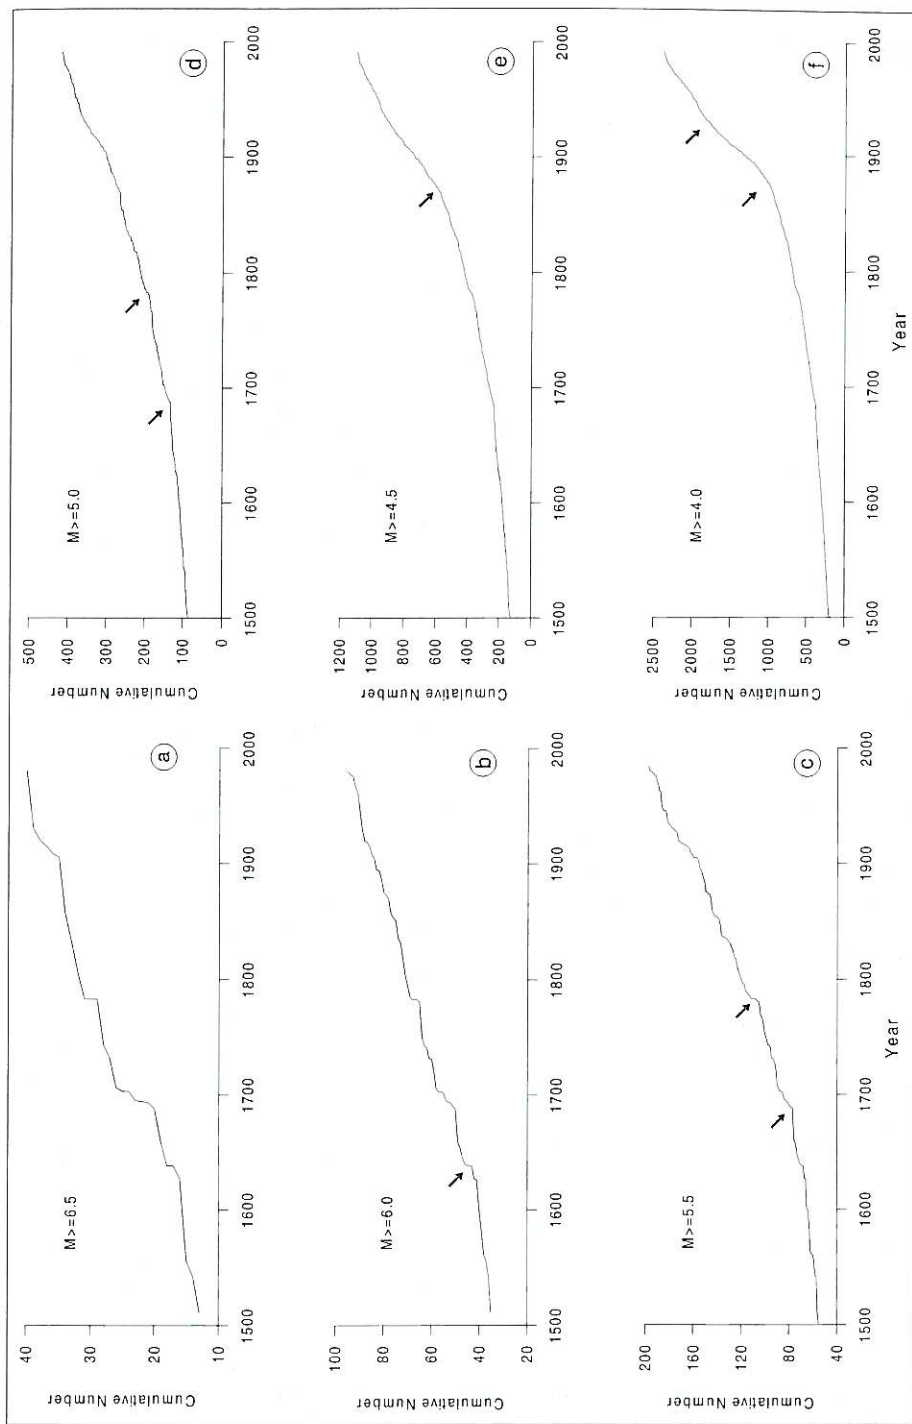 Cumulative Number
40
30
20
10
M>=6.5
a
1500 1600 1700 1800 1900 2000
Cumulative Number
500
400
300
200
100
0
M>=5.0
d
1500 1600 1700 1800 1900 2000
Cumulative Number
100
80
60
40
20
M>=6.0
b
1500 1600 1700 1800 1900 2000
Cumulative Number
1200
1000
800
600
400
200
0
M>=4.5
e
1500 1600 1700 1800 1900 2000
Cumulative Number
200
160
120
80
40
M>=5.5
c
1500 1600 1700 1800 1900 2000
Year
Cumulative Number
2500
2000
1500
1000
500
0
M>=4.0
f
1500 1600 1700 1800 1900 2000
Year